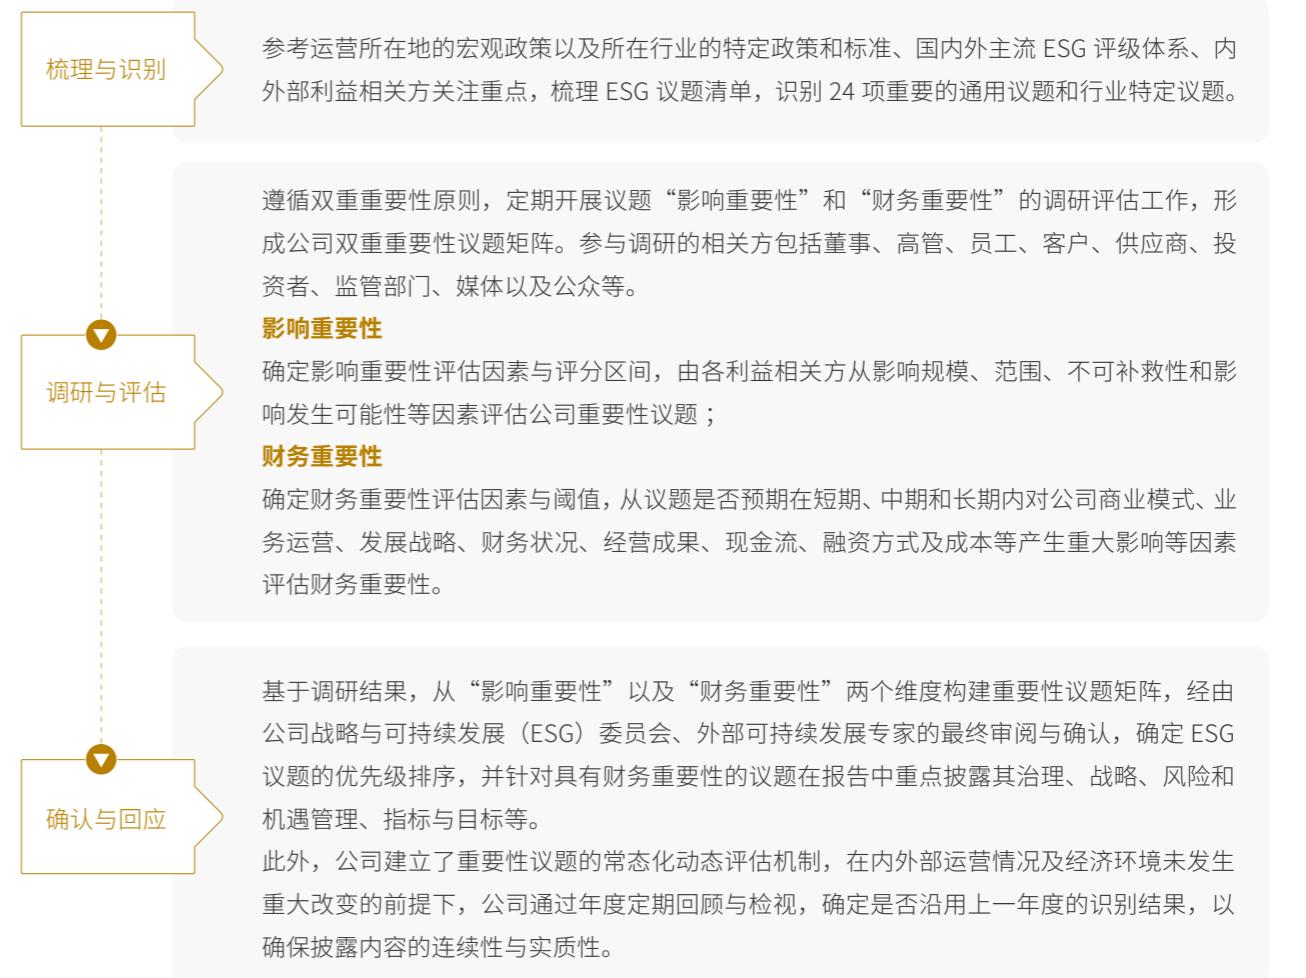 梳理与识别
参考运营所在地的宏观政策以及所在行业的特定政策和标准、国内外主流 ESG 评级体系、内
外部利益相关方关注重点，梳理 ESG 议题清单，识别 24 项重要的通用议题和行业特定议题。
调研与评估
遵循双重重要性原则，定期开展议题“影响重要性”和“财务重要性”的调研评估工作，形
成公司双重重要性议题矩阵。参与调研的相关方包括董事、高管、员工、客户、供应商、投
资者、监管部门、媒体以及公众等。
影响重要性
确定影响重要性评估因素与评分区间，由各利益相关方从影响规模、范围、不可补救性和影
响发生可能性等因素评估公司重要性议题；
财务重要性
确定财务重要性评估因素与阈值，从议题是否预期在短期、中期和长期内对公司商业模式、业
务运营、发展战略、财务状况、经营成果、现金流、融资方式及成本等产生重大影响等因素
评估财务重要性。
确认与回应
基于调研结果，从“影响重要性”以及“财务重要性”两个维度构建重要性议题矩阵，经由
公司战略与可持续发展（ESG）委员会、外部可持续发展专家的最终审阅与确认，确定 ESG
议题的优先级排序，并针对具有财务重要性的议题在报告中重点披露其治理、战略、风险和
机遇管理、指标与目标等。
此外，公司建立了重要性议题的常态化动态评估机制，在内外部运营情况及经济环境未发生
重大改变的前提下，公司通过年度定期回顾与检视，确定是否沿用上一年度的识别结果，以
确保披露内容的连续性与实质性。